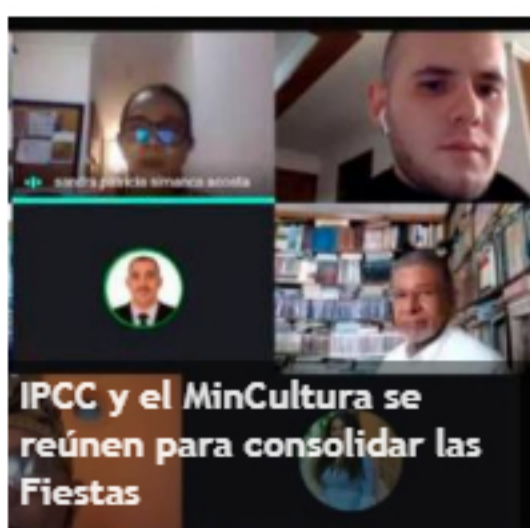 sandra patricia simanca acosta
IPCC y el MinCultura se
reúnen para consolidar las
Fiestas